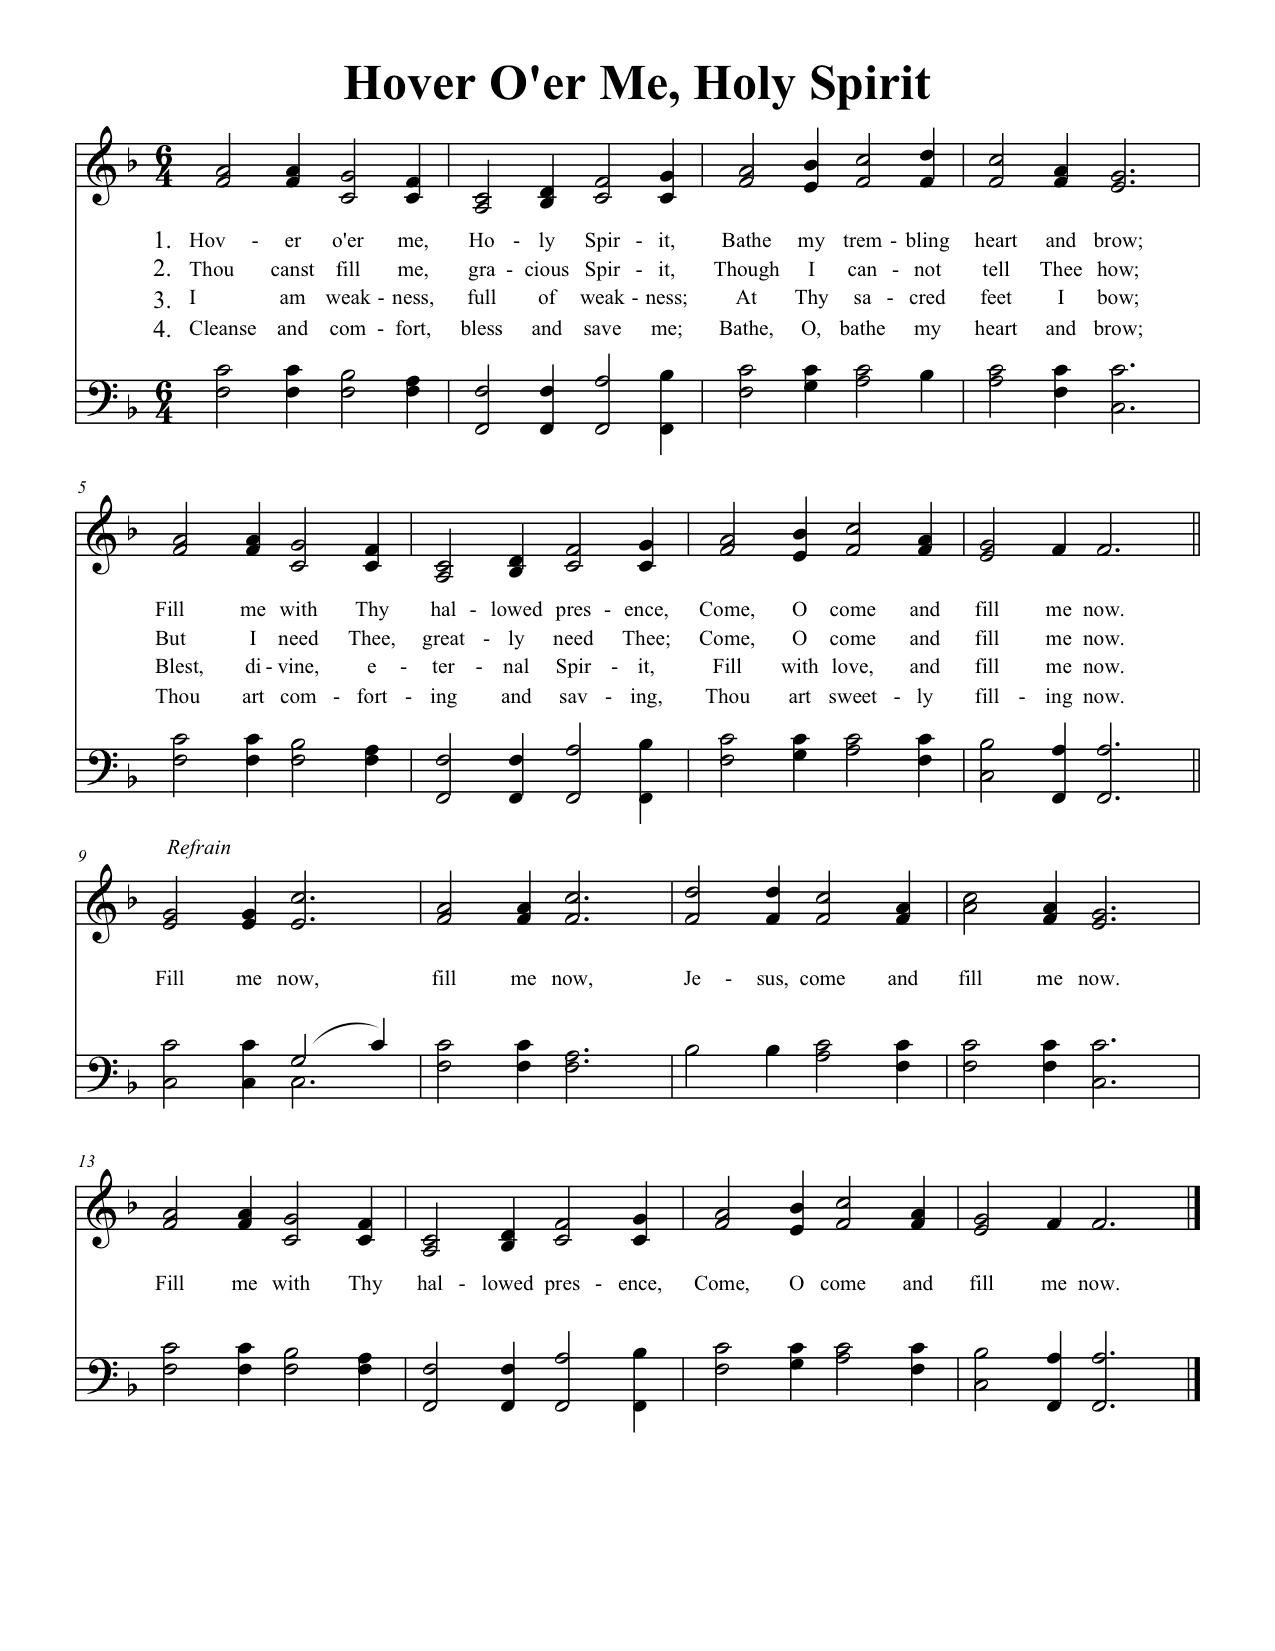 Hover O'er Me, Holy Spirit
6
4
1. Hov - er o'er me, Ho - ly Spir - it, Bathe my trem - bling heart and brow;
2. Thou canst fill me, gra - cious Spir - it, Though I can - not tell Thee how;
3. I am weak - ness, full of weak - ness; At Thy sa - cred feet I bow;
4. Cleanse and com - fort, bless and save me; Bathe, O, bathe my heart and brow;
6
4
5
Fill me with Thy hal - lowed pres - ence, Come, O come and fill me now.
But I need Thee, great - ly need Thee; Come, O come and fill me now.
Blest, di - vine, e - ter - nal Spir - it, Fill with love, and fill me now.
Thou art com - fort - ing and sav - ing, Thou art sweet - ly fill - ing now.
9
Refrain
Fill me now, fill me now, Je - sus, come and fill me now.
13
Fill me with Thy hal - lowed pres - ence, Come, O come and fill me now.